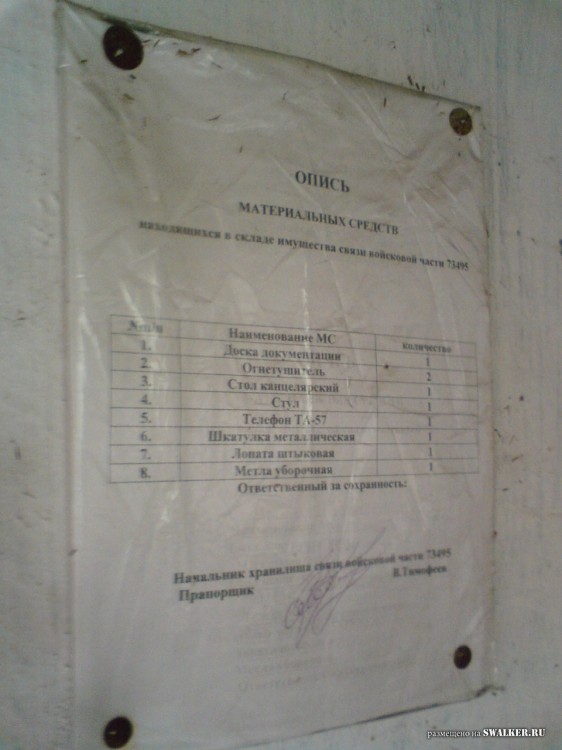 ОПИСЬ
МАТЕРИАЛЬНЫХ СРЕДСТВ
находящихся в складе имущества связи войсковой части 73495
№п/п Наименование МС количество
1. Доска документации 1
2. Огнетушитель 2
3. Стол канцелярский 1
4. Стул 1
5. Телефон ТА-57 1
6. Шкатулка металлическая 1
7. Лопата штыковая 1
8. Метла уборочная 1
Ответственный за сохранность:
Начальник хранилища связи войсковой части 73495
Прапорщик В.Тимофеев
размещено на SWALKER.RU